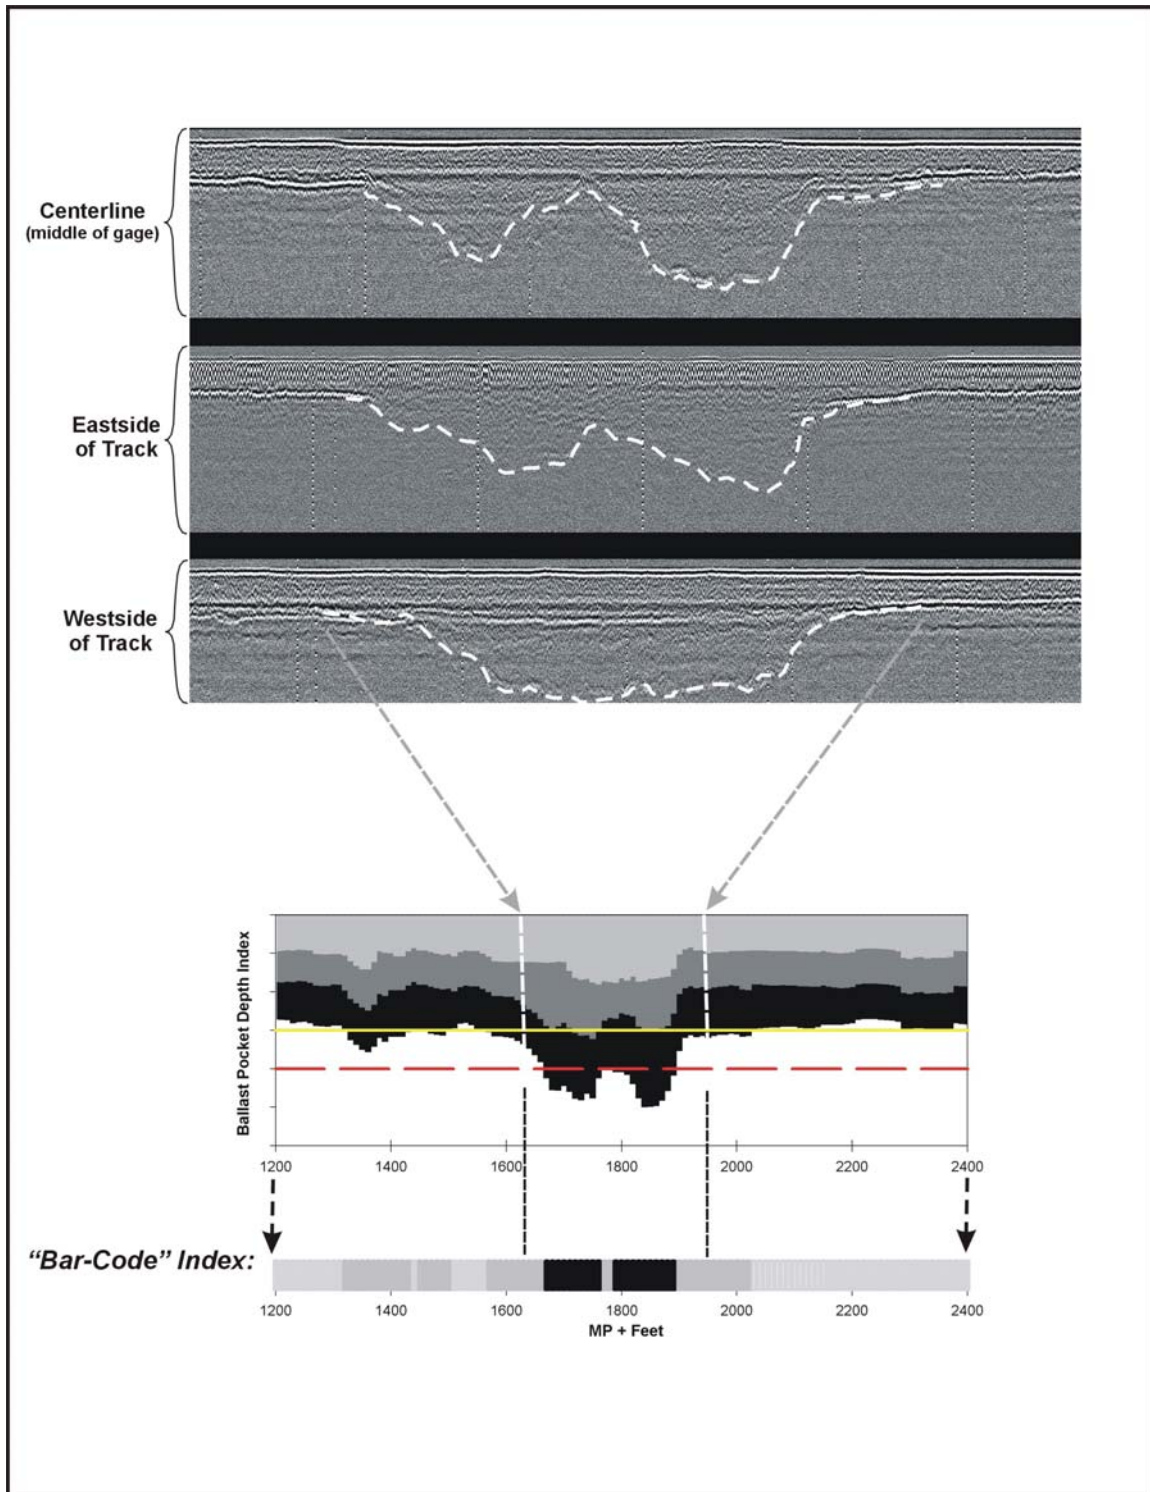 Centerline
(middle of gage)
Eastside
of Track
Westside
of Track
Ballast Pocket Depth Index
1200 1400 1600 1800 2000 2200 2400
"Bar-Code" Index:
1200 1400 1600 1800 2000 2200 2400
MP + Feet